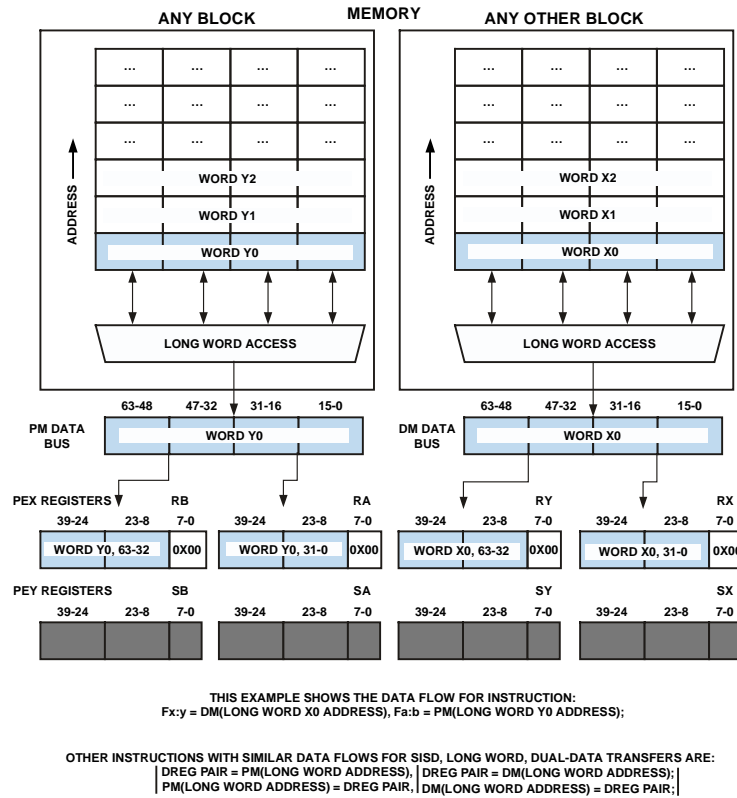 MEMORY
ANY BLOCK
ANY OTHER BLOCK
ADDRESS
... ... ... ...
... ... ... ...
... ... ... ...
WORD Y2
WORD Y1
WORD Y0
LONG WORD ACCESS
ADDRESS
... ... ... ...
... ... ... ...
... ... ... ...
WORD X2
WORD X1
WORD X0
LONG WORD ACCESS
63-48 47-32 31-16 15-0
PM DATA
BUS
WORD Y0
63-48 47-32 31-16 15-0
DM DATA
BUS
WORD X0
PEX REGISTERS RB RA RY RX
39-24 23-8 7-0 39-24 23-8 7-0 39-24 23-8 7-0 39-24 23-8 7-0
WORD Y0, 63-32 0X00 WORD Y0, 31-0 0X00 WORD X0, 63-32 0X00 WORD X0, 31-0 0X00
PEY REGISTERS SB SA SY SX
39-24 23-8 7-0 39-24 23-8 7-0 39-24 23-8 7-0 39-24 23-8 7-0
THIS EXAMPLE SHOWS THE DATA FLOW FOR INSTRUCTION:
Fx:y = DM(LONG WORD X0 ADDRESS), Fa:b = PM(LONG WORD Y0 ADDRESS);
OTHER INSTRUCTIONS WITH SIMILAR DATA FLOWS FOR SISD, LONG WORD, DUAL-DATA TRANSFERS ARE:
DREG PAIR = PM(LONG WORD ADDRESS), DREG PAIR = DM(LONG WORD ADDRESS);
PM(LONG WORD ADDRESS) = DREG PAIR, DM(LONG WORD ADDRESS) = DREG PAIR;